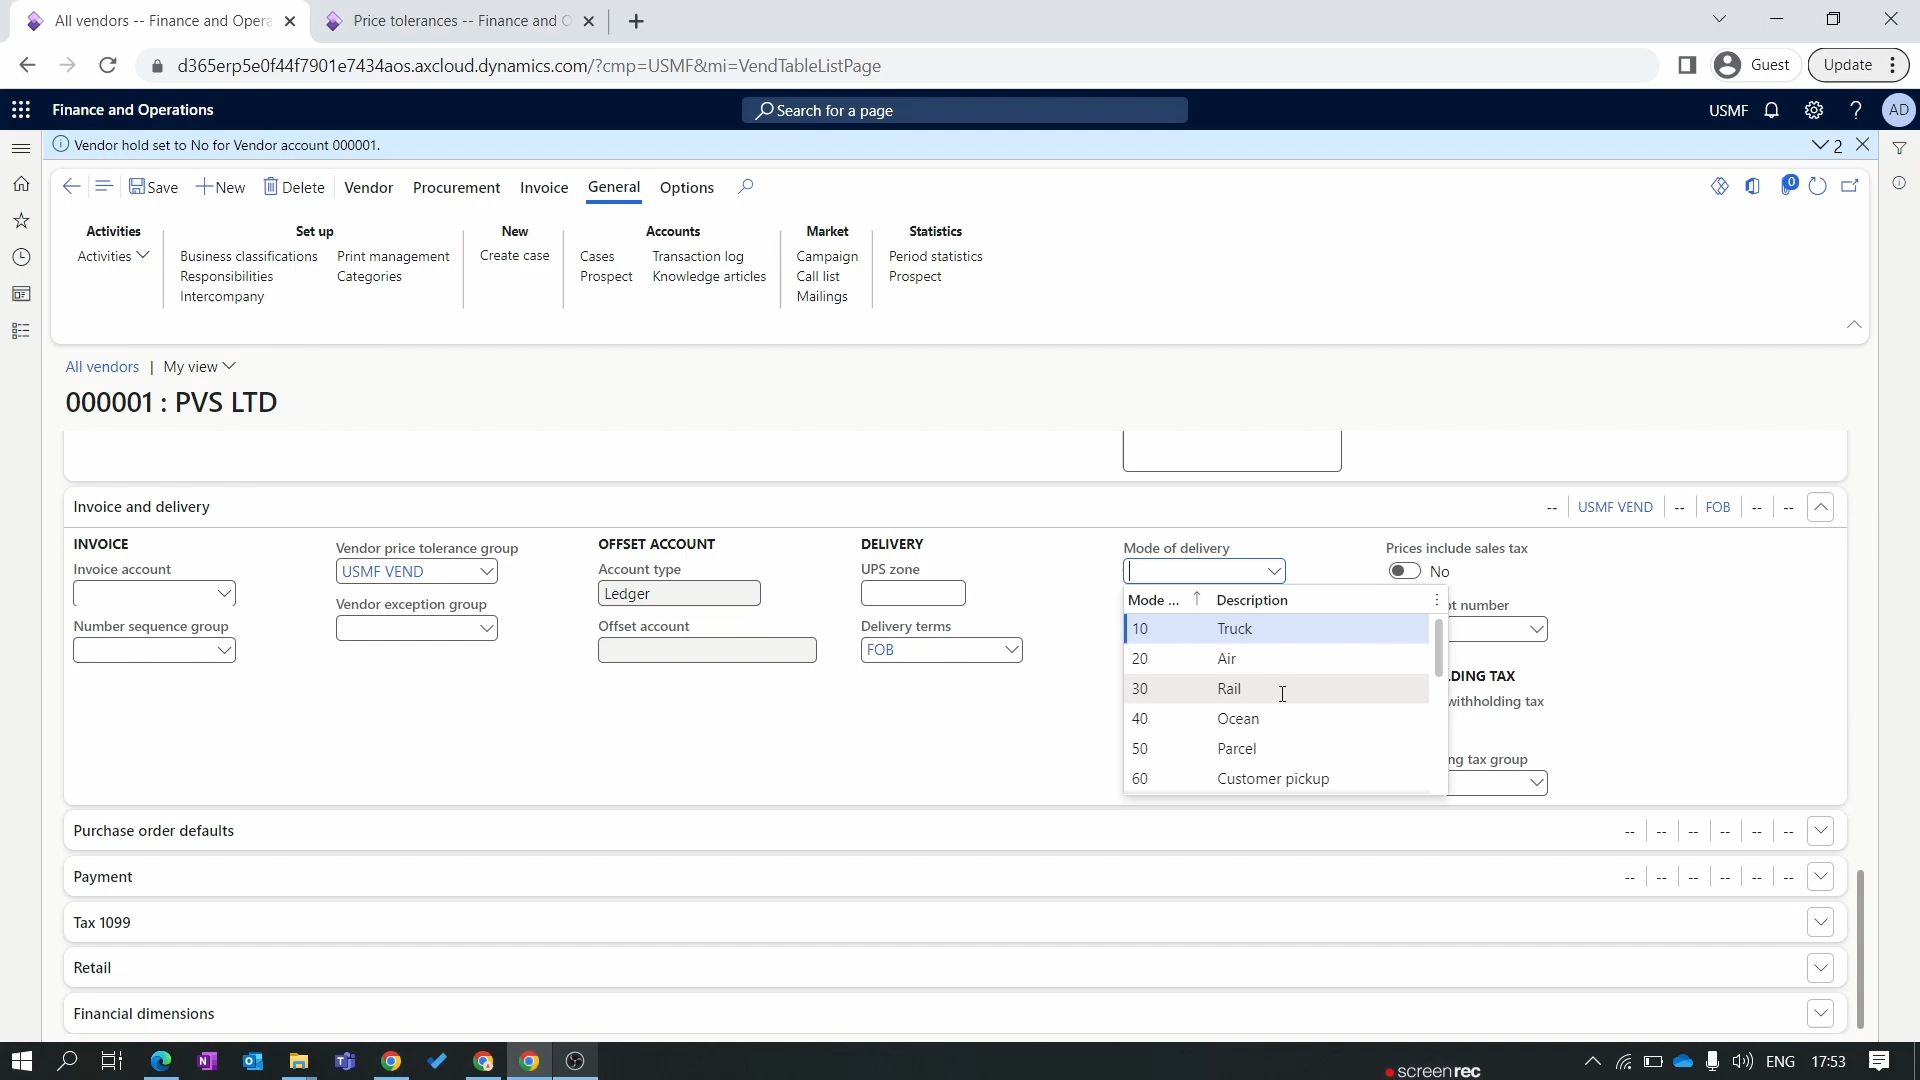 All vendors -- Finance and Opera
Price tolerances -- Finance and O
d365erp5e0f44f7901e7434aos.axcloud.dynamics.com/?cmp=USMF&mi=VendTableListPage
Guest
Update
Finance and Operations
Search for a page
USMF
AD
Vendor hold set to No for Vendor account 000001.
2
Save
New
Delete
Vendor
Procurement
Invoice
General
Options
0
Activities
Set up
New
Accounts
Market
Statistics
Activities
Business classifications
Print management
Create case
Cases
Transaction log
Campaign
Period statistics
Responsibilities
Categories
Prospect
Knowledge articles
Call list
Prospect
Intercompany
Mailings
All vendors | My view
000001 : PVS LTD
Invoice and delivery
-- USMF VEND -- FOB -- --
INVOICE
Invoice account
Number sequence group
Vendor price tolerance group
USMF VEND
Vendor exception group
OFFSET ACCOUNT
Account type
Ledger
Offset account
DELIVERY
UPS zone
Delivery terms
FOB
Mode of delivery
Mode ... Description
10 Truck
20 Air
30 Rail
40 Ocean
50 Parcel
60 Customer pickup
Prices include sales tax
No
t number
DING TAX
withholding tax
ng tax group
Purchase order defaults
-- -- -- -- -- --
Payment
-- -- -- -- -- --
Tax 1099
Retail
Financial dimensions
screenrec
ENG
17:53